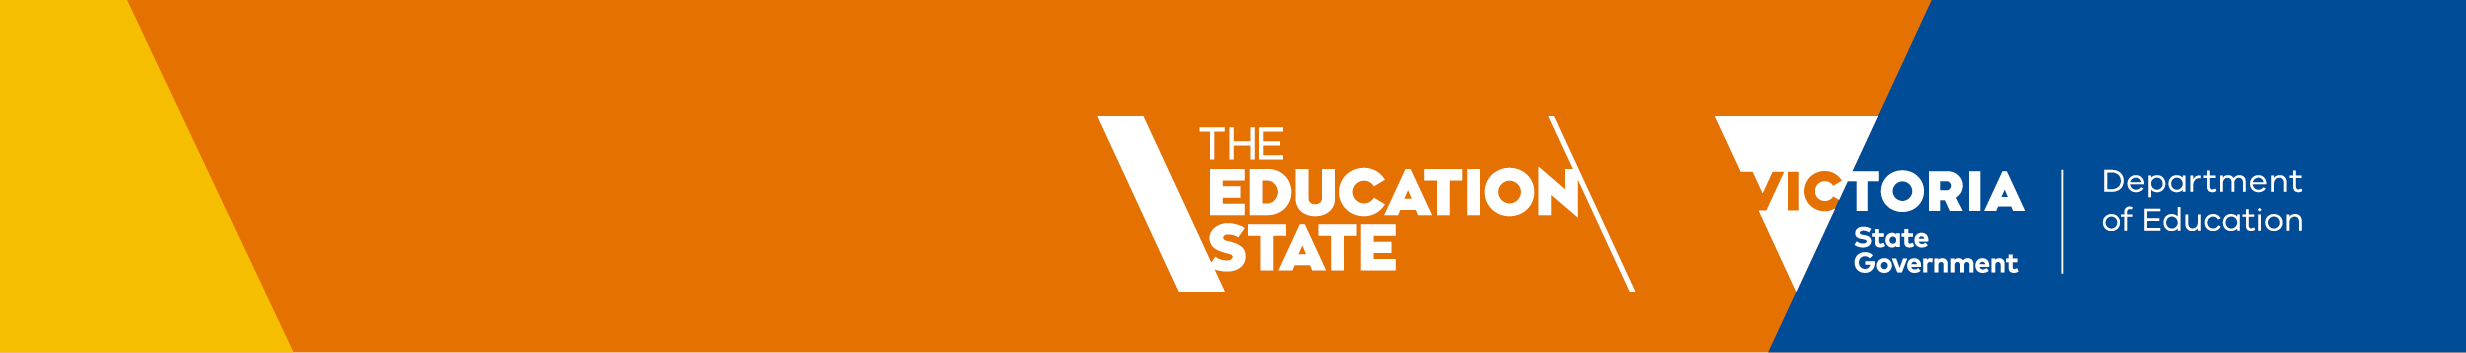 THE
EDUCATION
STATE
VICTORIA
State
Government
Department
of Education